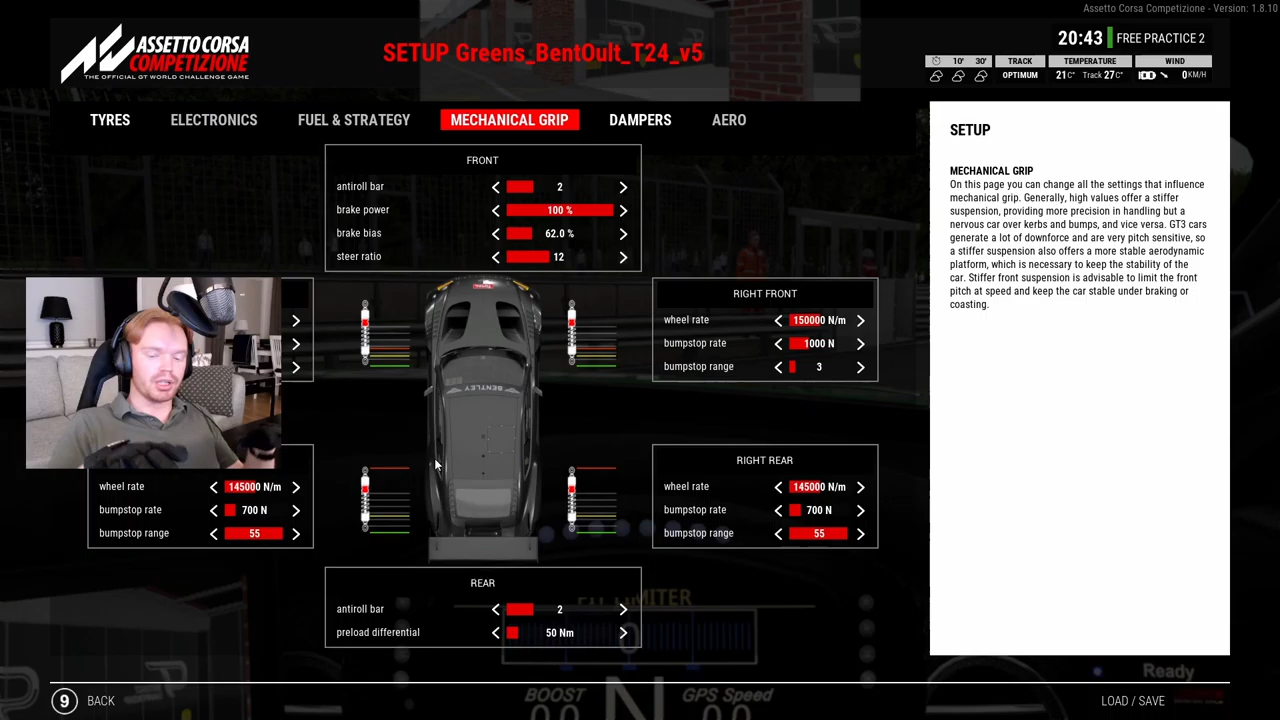 Assetto Corsa Competizione - Version: 1.8.10
ASSETTO CORSA
COMPETIZIONE
THE OFFICIAL GT WORLD CHALLENGE GAME
SETUP Greens_BentOult_T24_v5
20:43 FREE PRACTICE 2
10' 30' TRACK TEMPERATURE WIND
OPTIMUM 21C° Track 27C° 0KM/H
TYRES ELECTRONICS FUEL & STRATEGY MECHANICAL GRIP DAMPERS AERO
FRONT
antiroll bar 2
brake power 100 %
brake bias 62.0 %
steer ratio 12
RIGHT FRONT
wheel rate 150000 N/m
bumpstop rate 1000 N
bumpstop range 3
BENTLEY
wheel rate 145000 N/m
bumpstop rate 700 N
bumpstop range 55
RIGHT REAR
wheel rate 145000 N/m
bumpstop rate 700 N
bumpstop range 55
REAR
antiroll bar 2
preload differential 50 Nm
SETUP
MECHANICAL GRIP
On this page you can change all the settings that influence
mechanical grip. Generally, high values offer a stiffer
suspension, providing more precision in handling but a
nervous car over kerbs and bumps, and vice versa. GT3 cars
generate a lot of downforce and are very pitch sensitive, so
a stiffer suspension also offers a more stable aerodynamic
platform, which is necessary to keep the stability of the
car. Stiffer front suspension is advisable to limit the front
pitch at speed and keep the car stable under braking or
coasting.
LIMITER
0
Ready
BOOST N GPS Speed
0.0 0.0
9 BACK
LOAD / SAVE